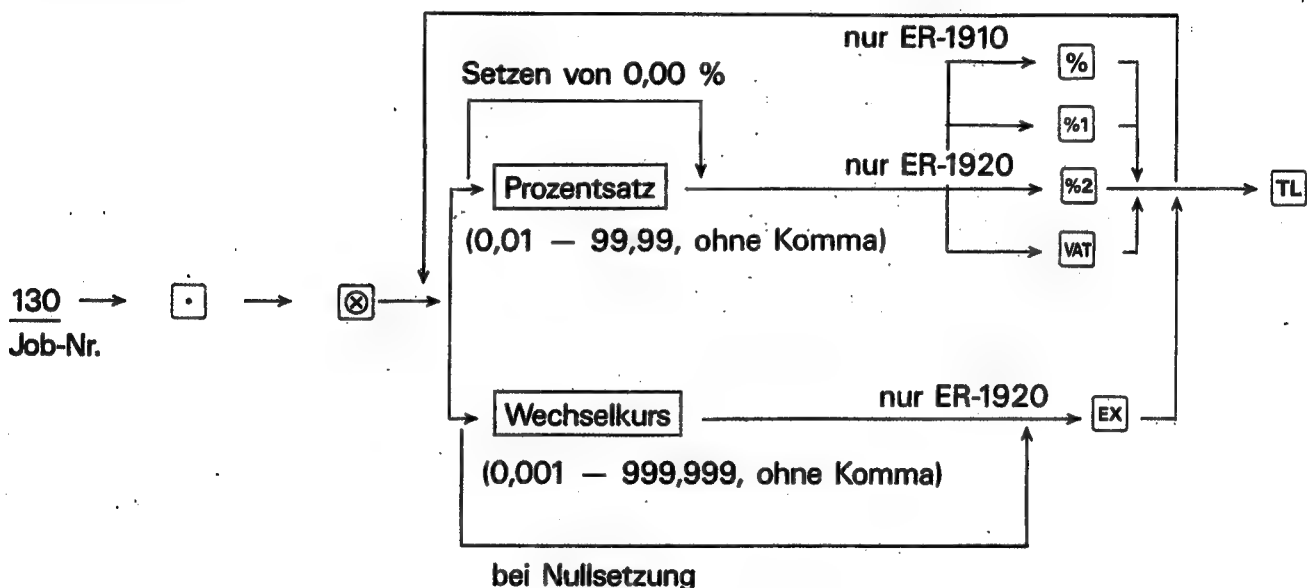 nur ER-1910
%
Setzen von 0,00 %
%1
nur ER-1920
Prozentsatz
%2
TL
(0,01 — 99,99, ohne Komma)
VAT
130
Job-Nr.
nur ER-1920
Wechselkurs
EX
(0,001 — 999,999, ohne Komma)
bei Nullsetzung